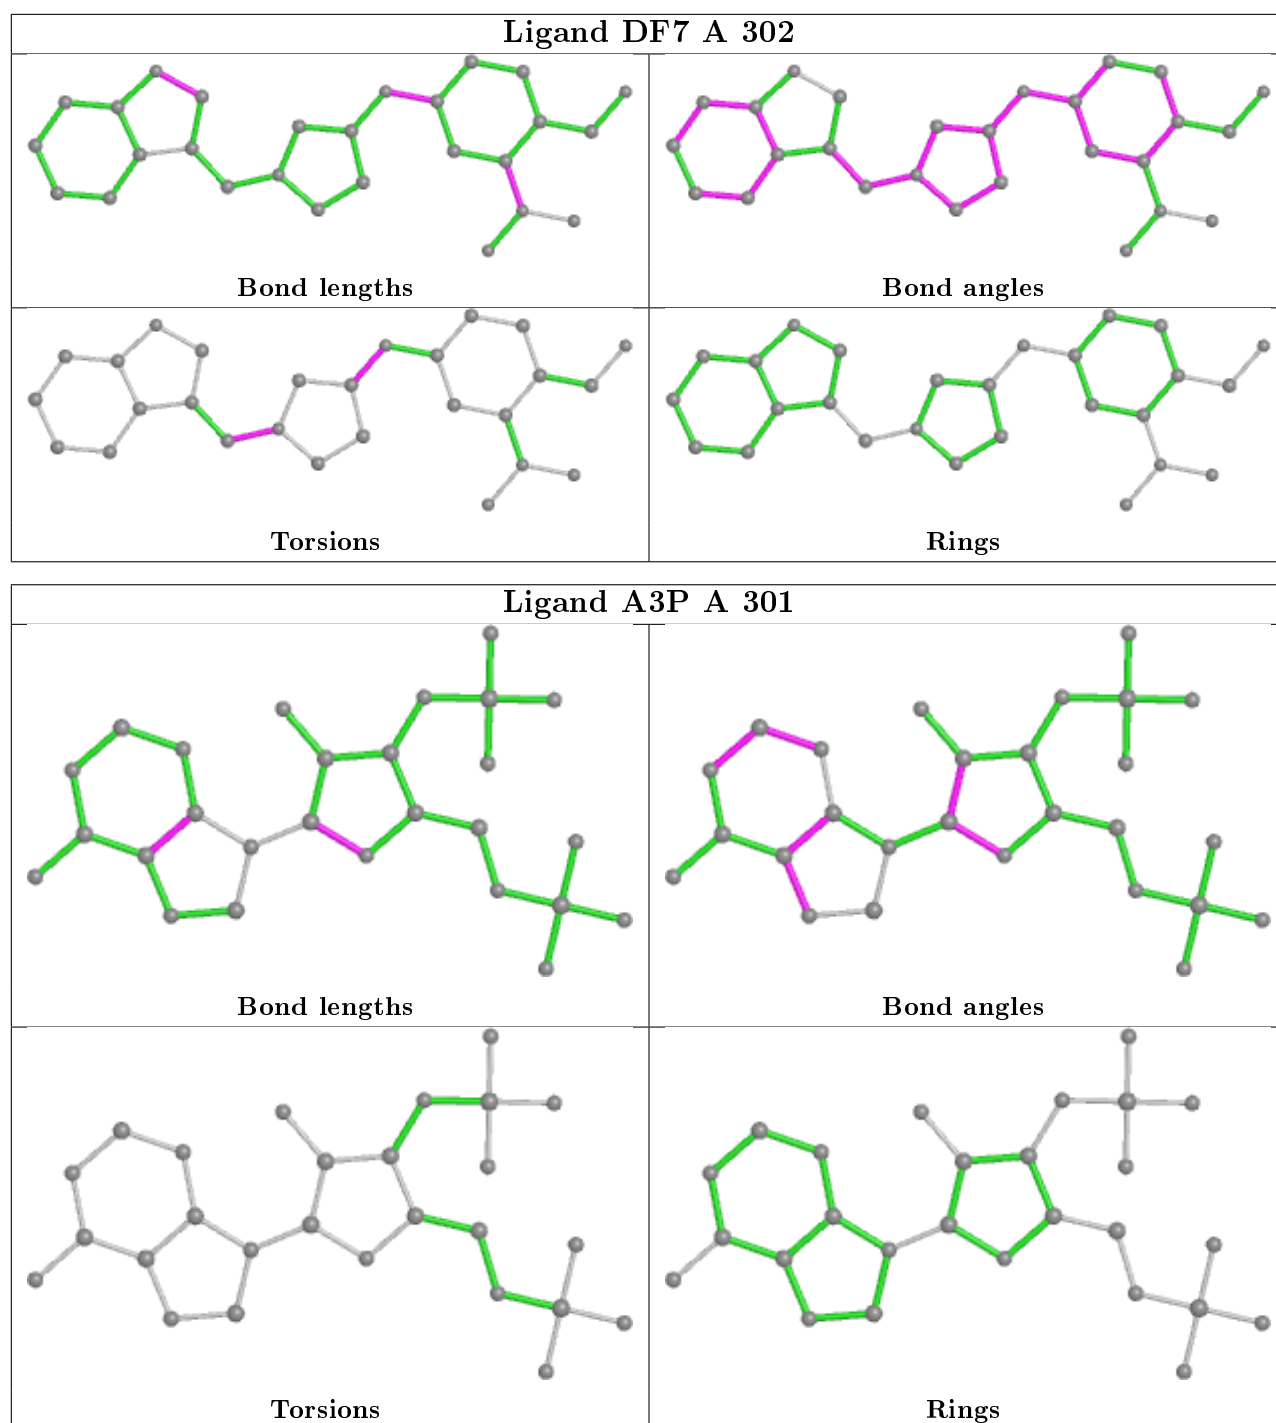 Ligand DF7 A 302
Bond lengths
Bond angles
Torsions
Rings
Ligand A3P A 301
Bond lengths
Bond angles
Torsions
Rings